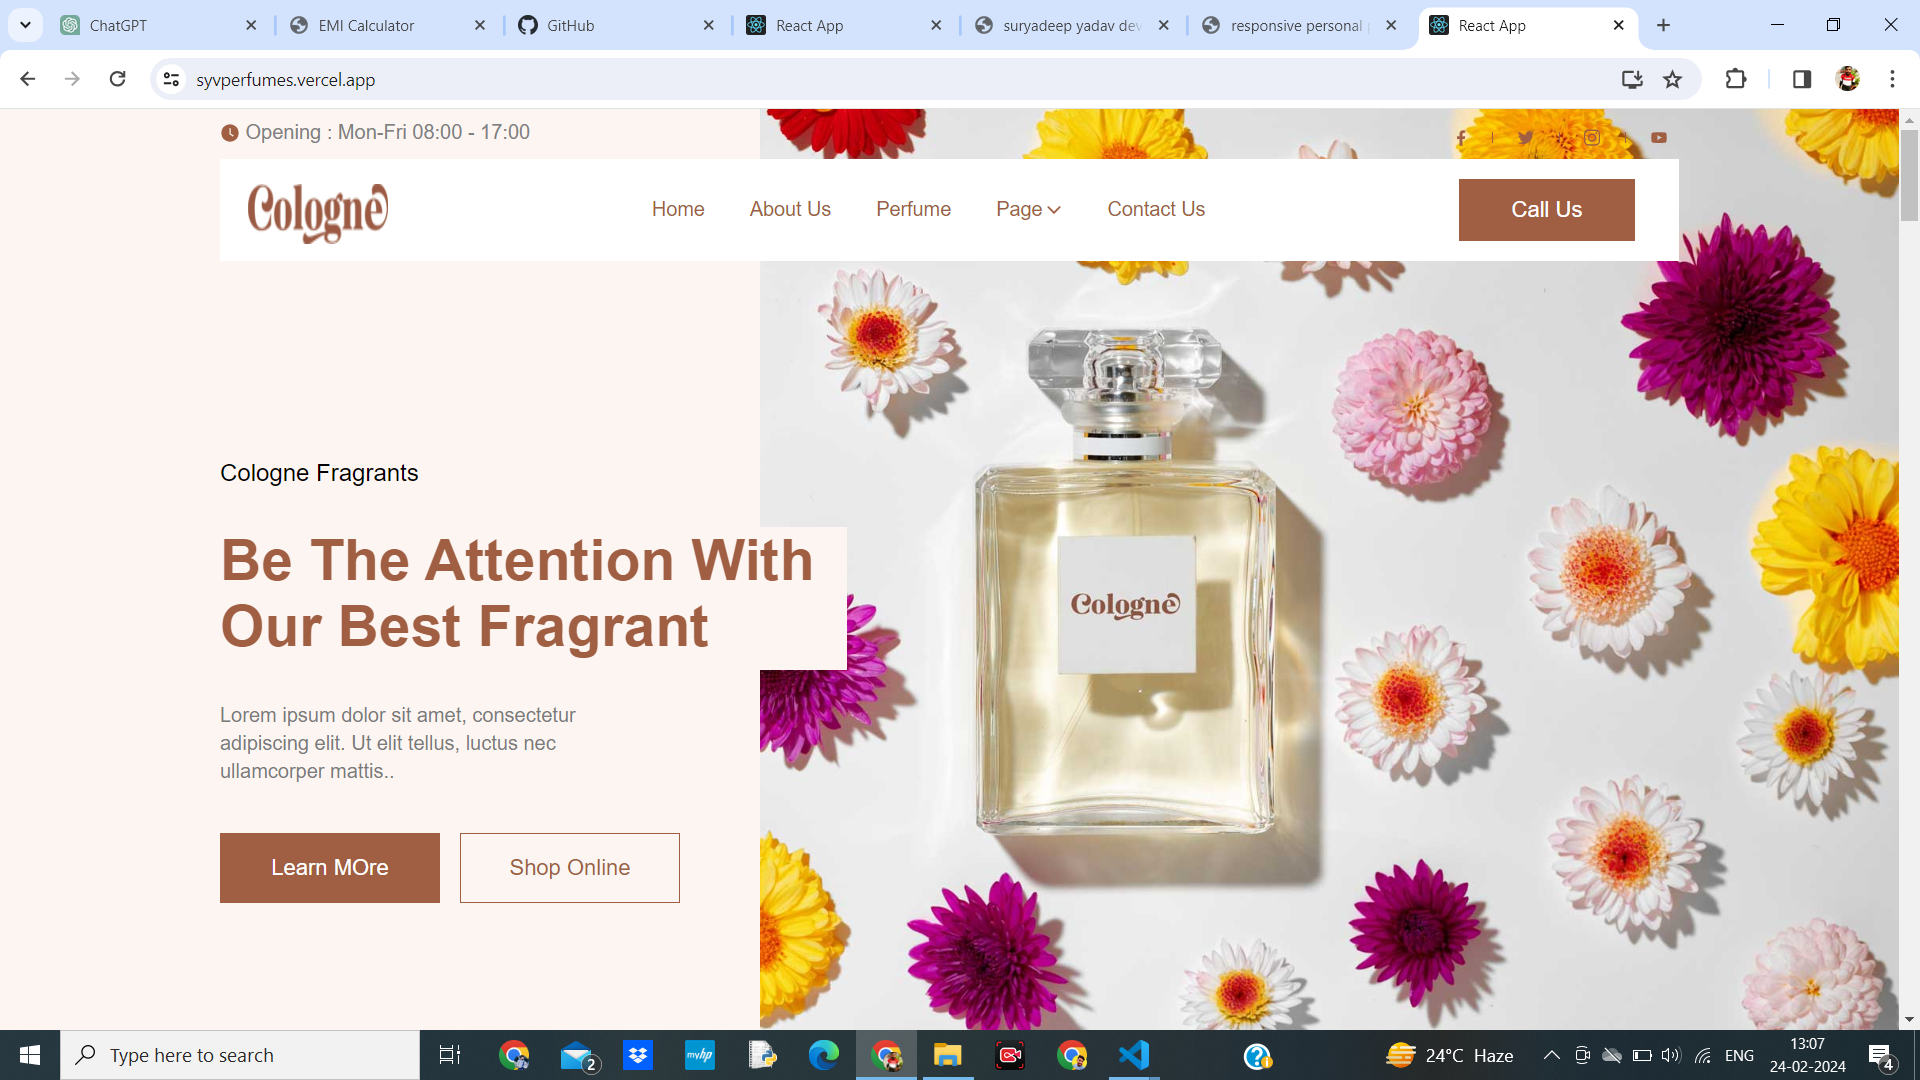 ChatGPT
EMI Calculator
GitHub
React App
suryadeep yadav dev
responsive personal
React App
syvperfumes.vercel.app
Opening : Mon-Fri 08:00 - 17:00
Cologne
Home
About Us
Perfume
Page
Contact Us
Call Us
Cologne Fragrants
Be The Attention With
Our Best Fragrant
Cologne
Lorem ipsum dolor sit amet, consectetur
adipiscing elit. Ut elit tellus, luctus nec
ullamcorper mattis..
Learn MOre
Shop Online
Type here to search
2
myhp
24°C Haze
ENG
13:07
24-02-2024
4